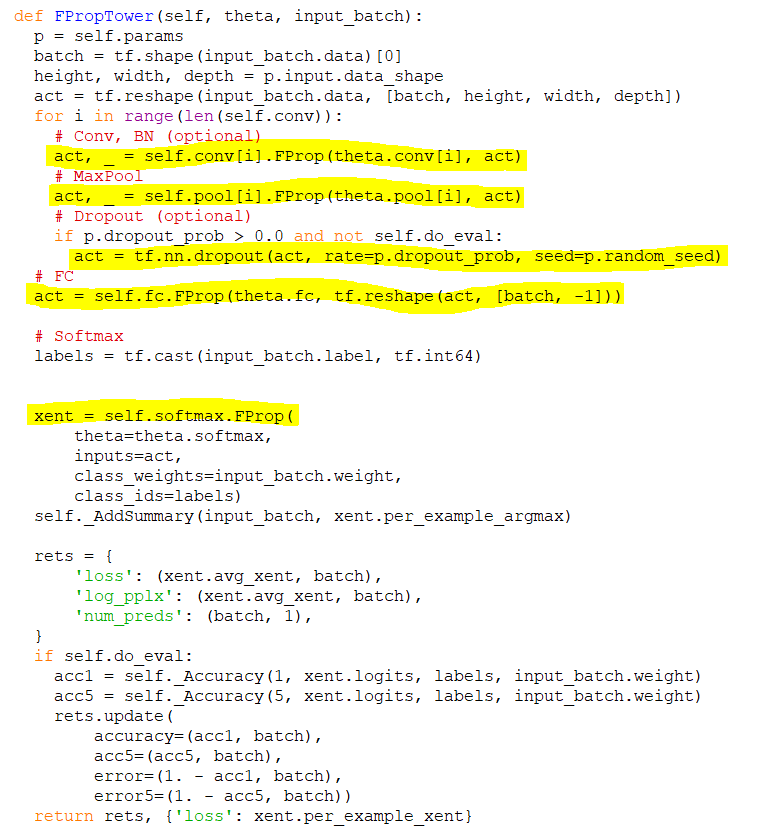 def FPropTower(self, theta, input_batch):
  p = self.params
  batch = tf.shape(input_batch.data)[0]
  height, width, depth = p.input.data_shape
  act = tf.reshape(input_batch.data, [batch, height, width, depth])
  for i in range(len(self.conv)):
    # Conv, BN (optional)
    act, _ = self.conv[i].FProp(theta.conv[i], act)
    # MaxPool
    act, _ = self.pool[i].FProp(theta.pool[i], act)
    # Dropout (optional)
    if p.dropout_prob > 0.0 and not self.do_eval:
      act = tf.nn.dropout(act, rate=p.dropout_prob, seed=p.random_seed)
  # FC
  act = self.fc.FProp(theta.fc, tf.reshape(act, [batch, -1]))
  # Softmax
  labels = tf.cast(input_batch.label, tf.int64)
  xent = self.softmax.FProp(
      theta=theta.softmax,
      inputs=act,
      class_weights=input_batch.weight,
      class_ids=labels)
  self._AddSummary(input_batch, xent.per_example_argmax)
  rets = {
      'loss': (xent.avg_xent, batch),
      'log_pplx': (xent.avg_xent, batch),
      'num_preds': (batch, 1),
  }
  if self.do_eval:
    acc1 = self._Accuracy(1, xent.logits, labels, input_batch.weight)
    acc5 = self._Accuracy(5, xent.logits, labels, input_batch.weight)
    rets.update(
        accuracy=(acc1, batch),
        acc5=(acc5, batch),
        error=(1. - acc1, batch),
        error5=(1. - acc5, batch))
  return rets, {'loss': xent.per_example_xent}